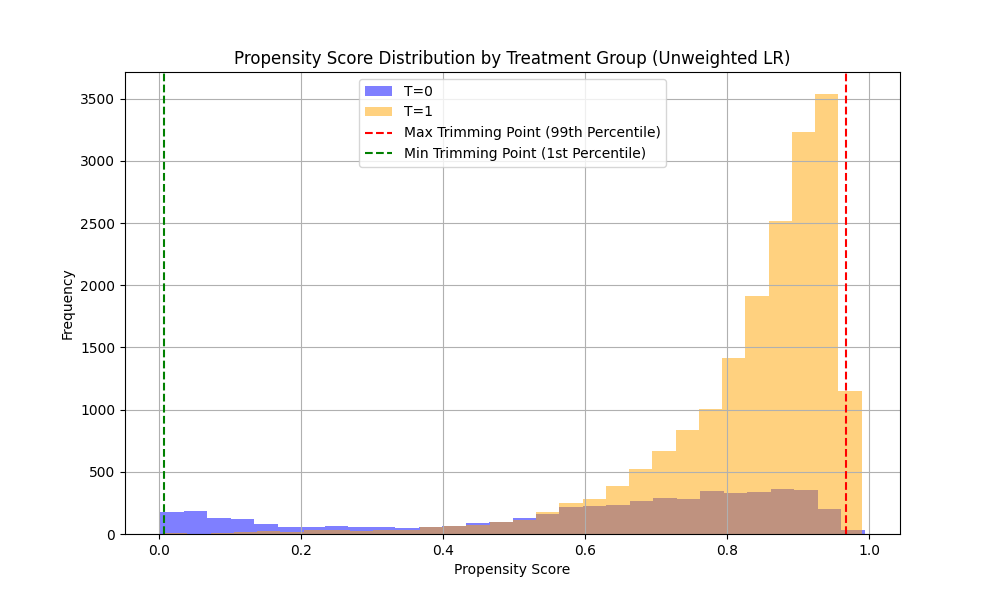 Propensity Score Distribution by Treatment Group (Unweighted LR)
T=0
T=1
Max Trimming Point (99th Percentile)
Min Trimming Point (1st Percentile)
Frequency
3500
3000
2500
2000
1500
1000
500
0
0.0 0.2 0.4 0.6 0.8 1.0
Propensity Score